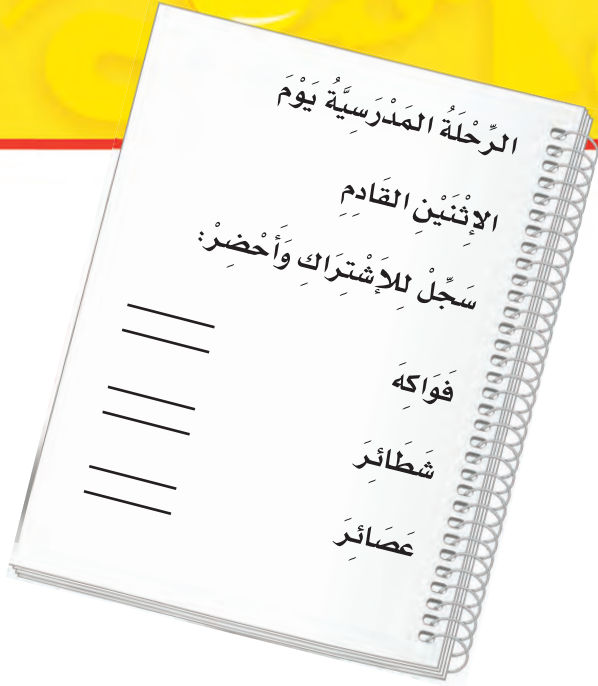 الرِّحْلَةُ المَدْرَسِيَّةُ يَوْمَ
الإِثْنَيْنِ القَادِمِ
سَجِّلْ لِلإِشْتِرَاكِ وَأَحْضِرْ:
فَوَاكِهَ
شَطَائِرَ
عَصَائِرَ